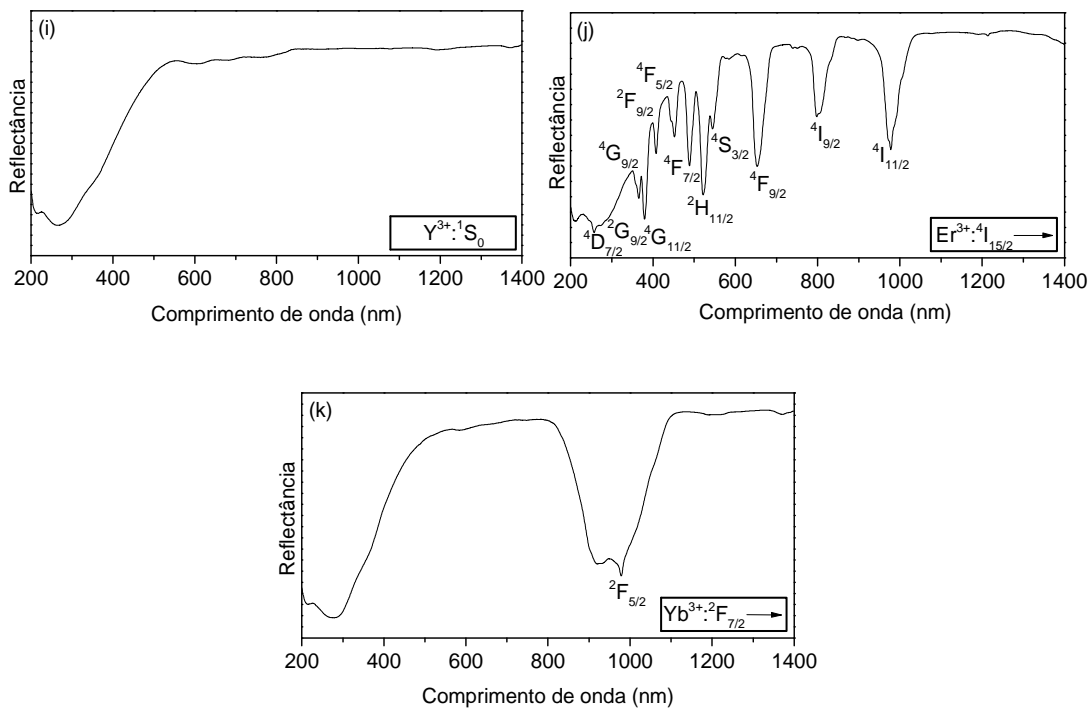 (i)
Reflectância
Y³⁺:¹S₀
200 400 600 800 1000 1200 1400
Comprimento de onda (nm)
(j)
Reflectância
⁴F₅/₂
²F₉/₂
⁴G₉/₂
⁴F₇/₂
⁴S₃/₂
⁴I₉/₂
⁴I₁₁/₂
⁴F₉/₂
²H₁₁/₂
⁴D₇/₂
²G₉/₂
⁴G₁₁/₂
Er³⁺:⁴I₁₅/₂
200 400 600 800 1000 1200 1400
Comprimento de onda (nm)
(k)
Reflectância
²F₅/₂
Yb³⁺:²F₇/₂
200 400 600 800 1000 1200 1400
Comprimento de onda (nm)